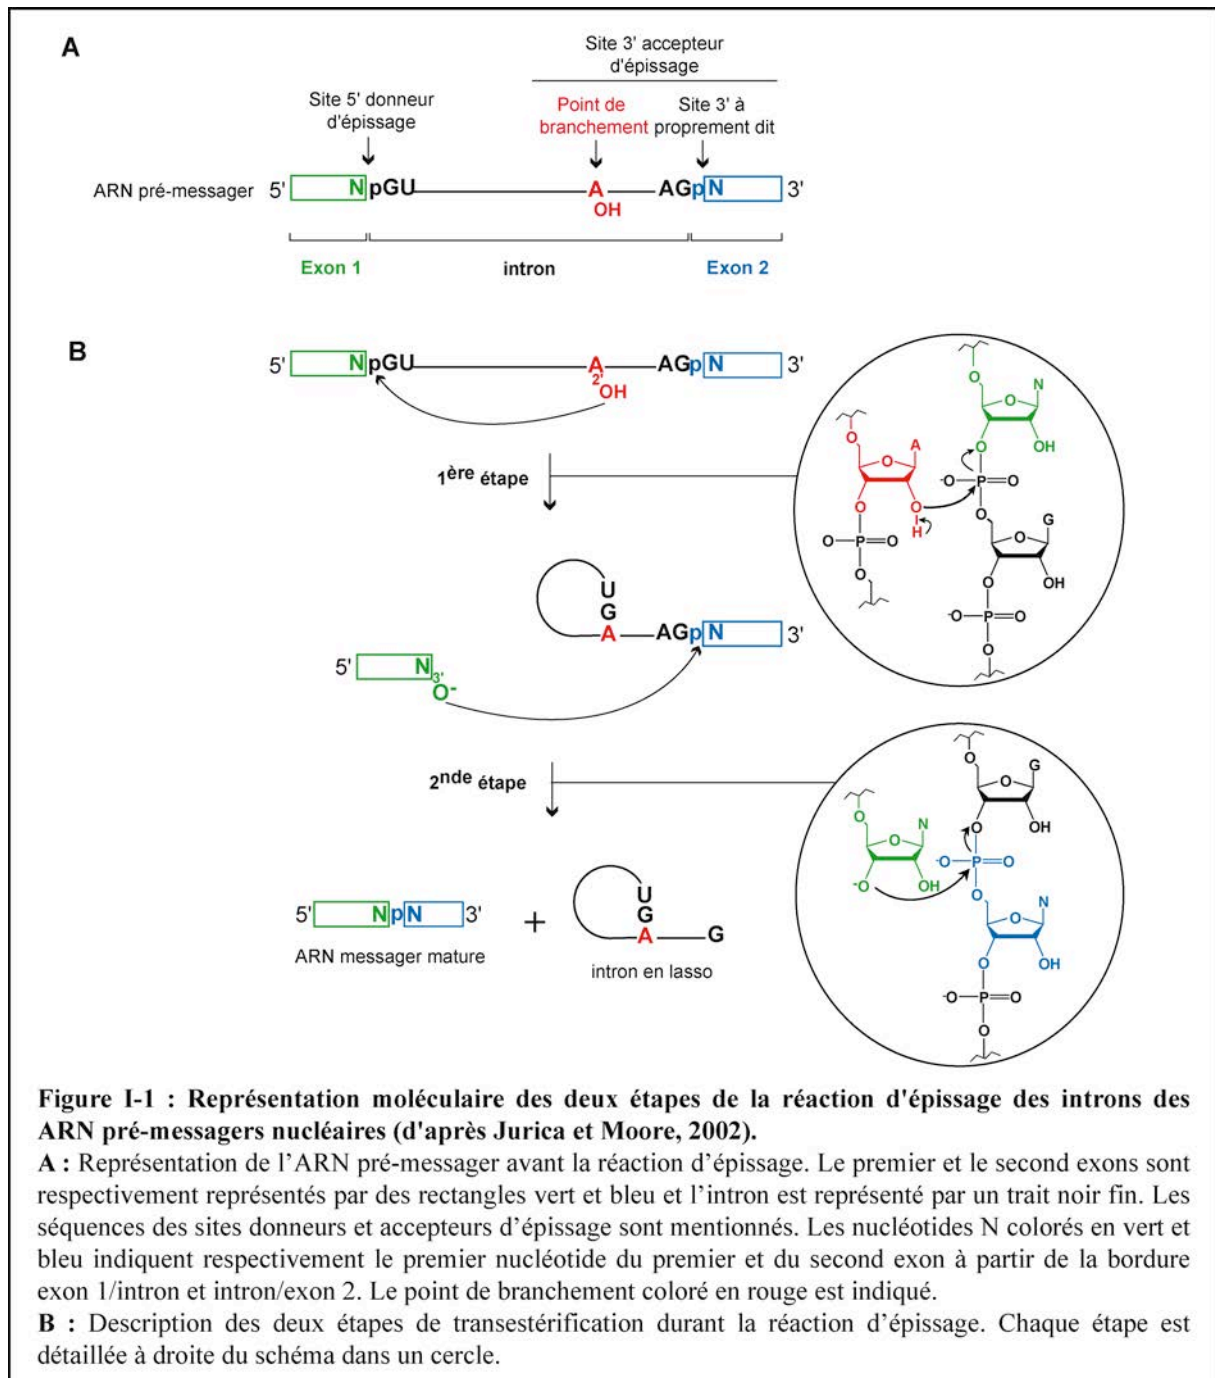 A
Site 3' accepteur
d'épissage
Site 5' donneur
d'épissage
Point de
branchement
Site 3' à
proprement dit
ARN pré-messager 5' N pGU A AGpN 3'
OH
Exon 1 intron Exon 2
B
5' N pGU A AGpN 3'
2'
OH
1ère étape
O
O N
O OH
-O P O
O
O G
O OH
-O P O
O
O
O A
O O
H
O P O
O
U
G
A AGpN 3'
5' N
3'
O-
2nde étape
O
O G
O OH
-O P O
O
O N
O OH
-O P O
O
O
O N
-O OH
5' N p N 3'
ARN messager mature
+
U
G
A G
intron en lasso
Figure I-1 : Représentation moléculaire des deux étapes de la réaction d'épissage des introns des
ARN pré-messagers nucléaires (d'après Jurica et Moore, 2002).
A : Représentation de l'ARN pré-messager avant la réaction d'épissage. Le premier et le second exons sont
respectivement représentés par des rectangles vert et bleu et l'intron est représenté par un trait noir fin. Les
séquences des sites donneurs et accepteurs d'épissage sont mentionnés. Les nucléotides N colorés en vert et
bleu indiquent respectivement le premier nucléotide du premier et du second exon à partir de la bordure
exon 1/intron et intron/exon 2. Le point de branchement coloré en rouge est indiqué.
B : Description des deux étapes de transestérification durant la réaction d'épissage. Chaque étape est
détaillée à droite du schéma dans un cercle.